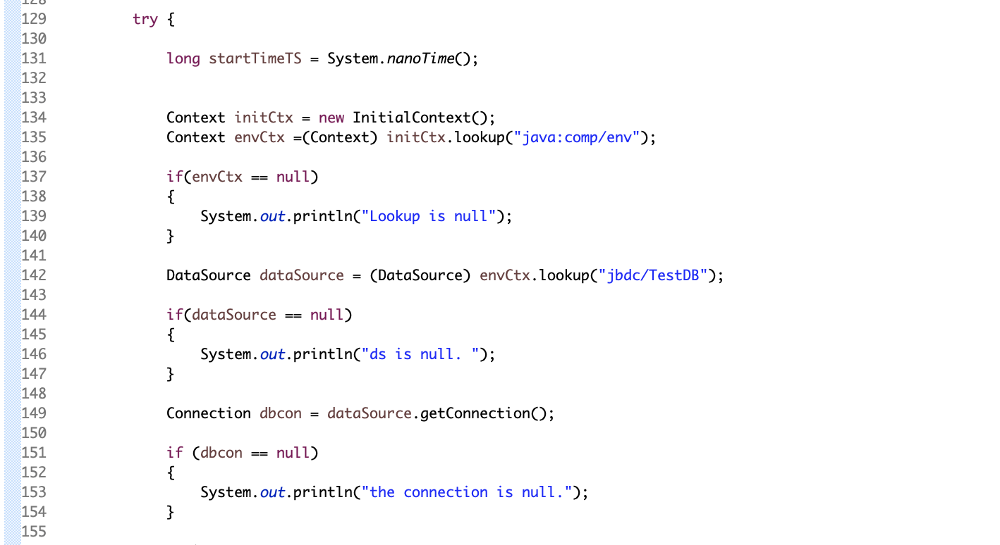 128
129 try {
130
131 long startTimeTS = System.nanoTime();
132
133
134 Context initCtx = new InitialContext();
135 Context envCtx =(Context) initCtx.lookup("java:comp/env");
136
137 if(envCtx == null)
138 {
139 System.out.println("Lookup is null");
140 }
141
142 DataSource dataSource = (DataSource) envCtx.lookup("jbdc/TestDB");
143
144 if(dataSource == null)
145 {
146 System.out.println("ds is null. ");
147 }
148
149 Connection dbcon = dataSource.getConnection();
150
151 if (dbcon == null)
152 {
153 System.out.println("the connection is null.");
154 }
155